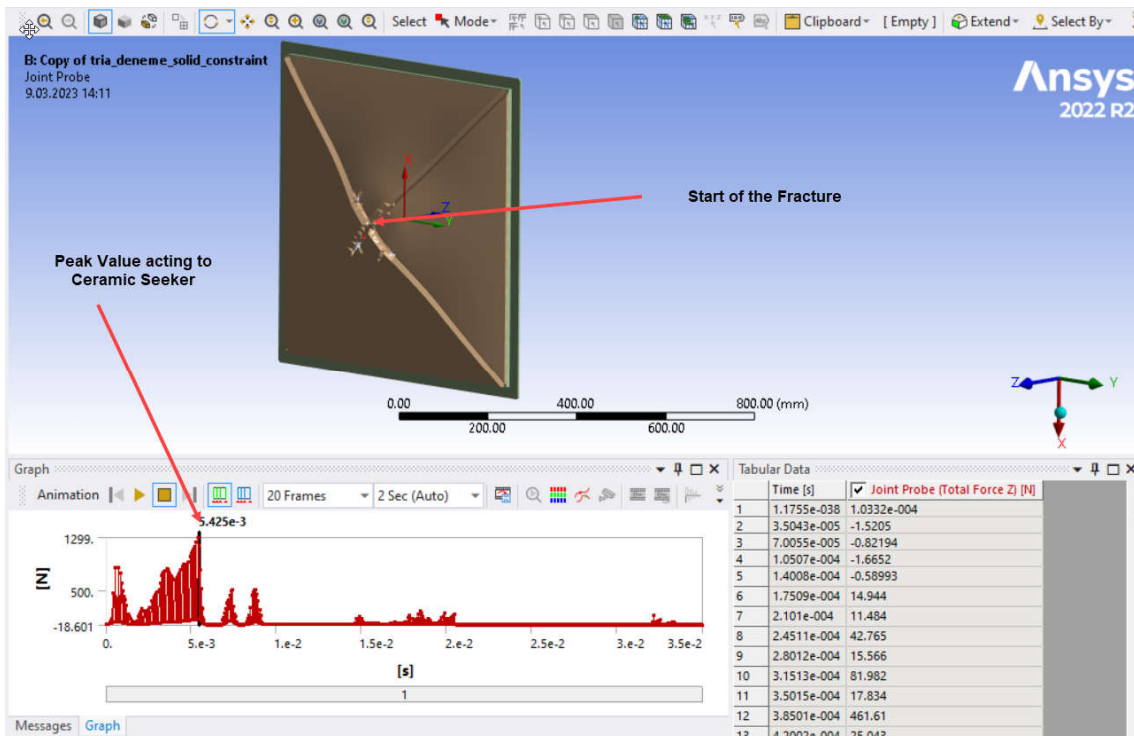 Select Mode Clipboard [ Empty ] Extend Select By
B: Copy of tria_deneme_solid_constraint
Joint Probe
9.03.2023 14:11
Ansys
2022 R2
X
Z
Y
Start of the Fracture
Peak Value acting to
Ceramic Seeker
0.00 400.00 800.00 (mm)
200.00 600.00
Z
Y
X
Graph
Animation 20 Frames 2 Sec (Auto)
5.425e-3
1299.
500.
-18.601
[N]
0. 5.e-3 1.e-2 1.5e-2 2.e-2 2.5e-2 3.e-2 3.5e-2
[s]
1
Messages Graph
Tabular Data
Time [s] Joint Probe (Total Force Z) [N]
1 1.1755e-038 1.0332e-004
2 3.5043e-005 -1.5205
3 7.0055e-005 -0.82194
4 1.0507e-004 -1.6652
5 1.4008e-004 -0.58993
6 1.7509e-004 14.944
7 2.101e-004 11.484
8 2.4511e-004 42.765
9 2.8012e-004 15.566
10 3.1513e-004 81.982
11 3.5015e-004 17.834
12 3.8501e-004 461.61
13 4.2002e-004 25.043